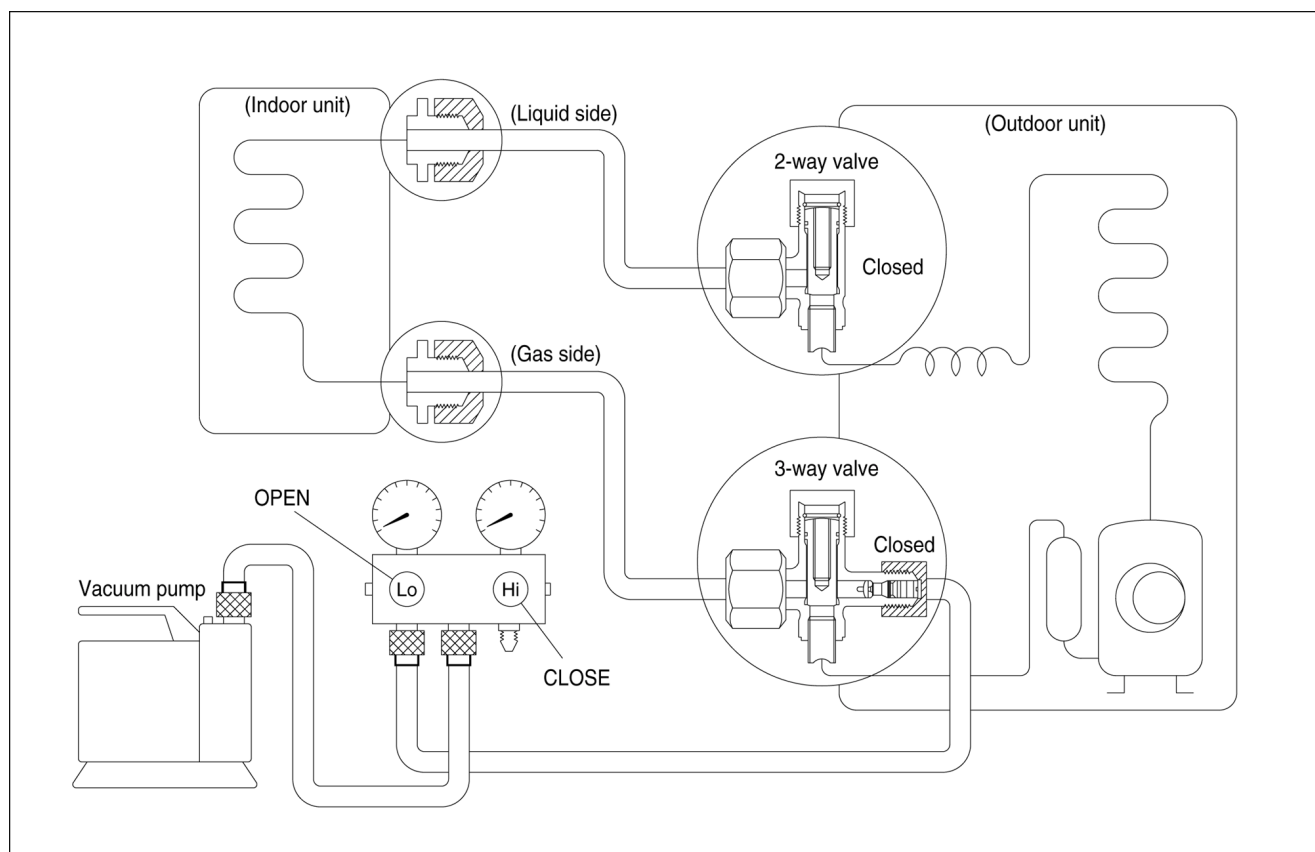 (Indoor unit)
(Liquid side)
(Outdoor unit)
2-way valve
Closed
(Gas side)
3-way valve
Closed
OPEN
Lo
Hi
CLOSE
Vacuum pump